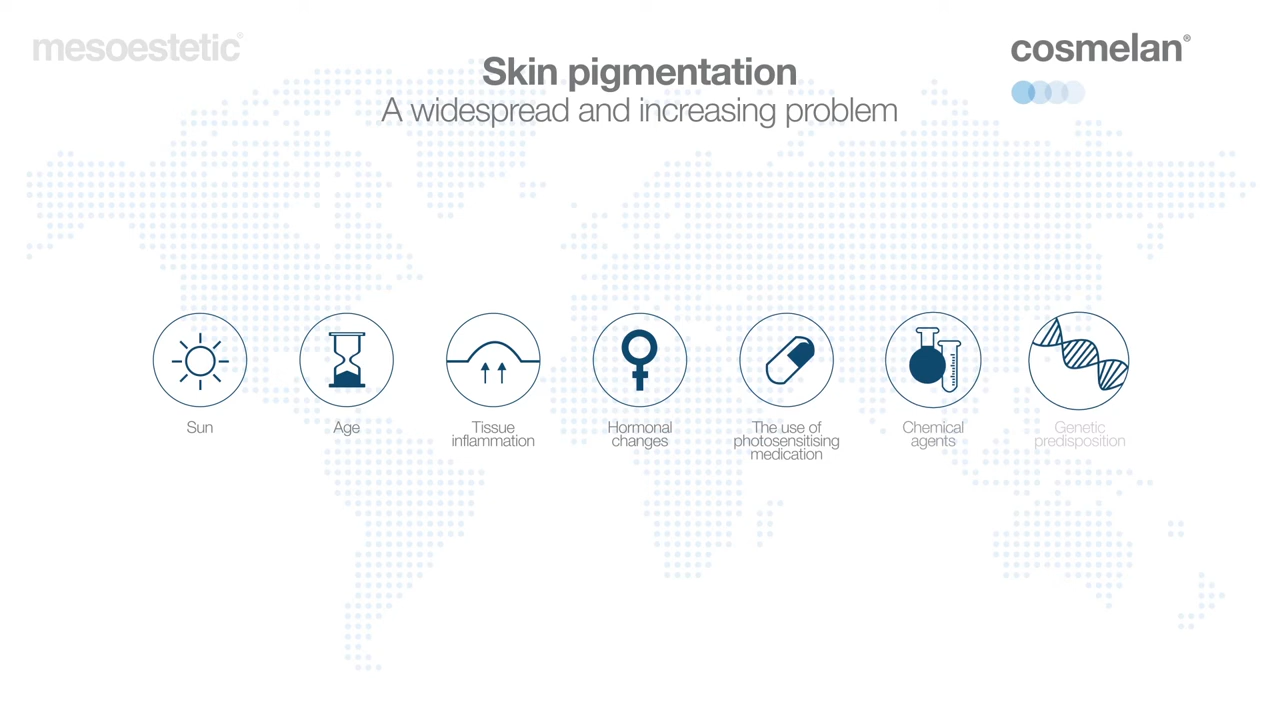 mesoestetic®
cosmelan®
Skin pigmentation
A widespread and increasing problem
Sun
Age
Tissue
inflammation
Hormonal
changes
The use of
photosensitising
medication
Chemical
agents
Genetic
predisposition